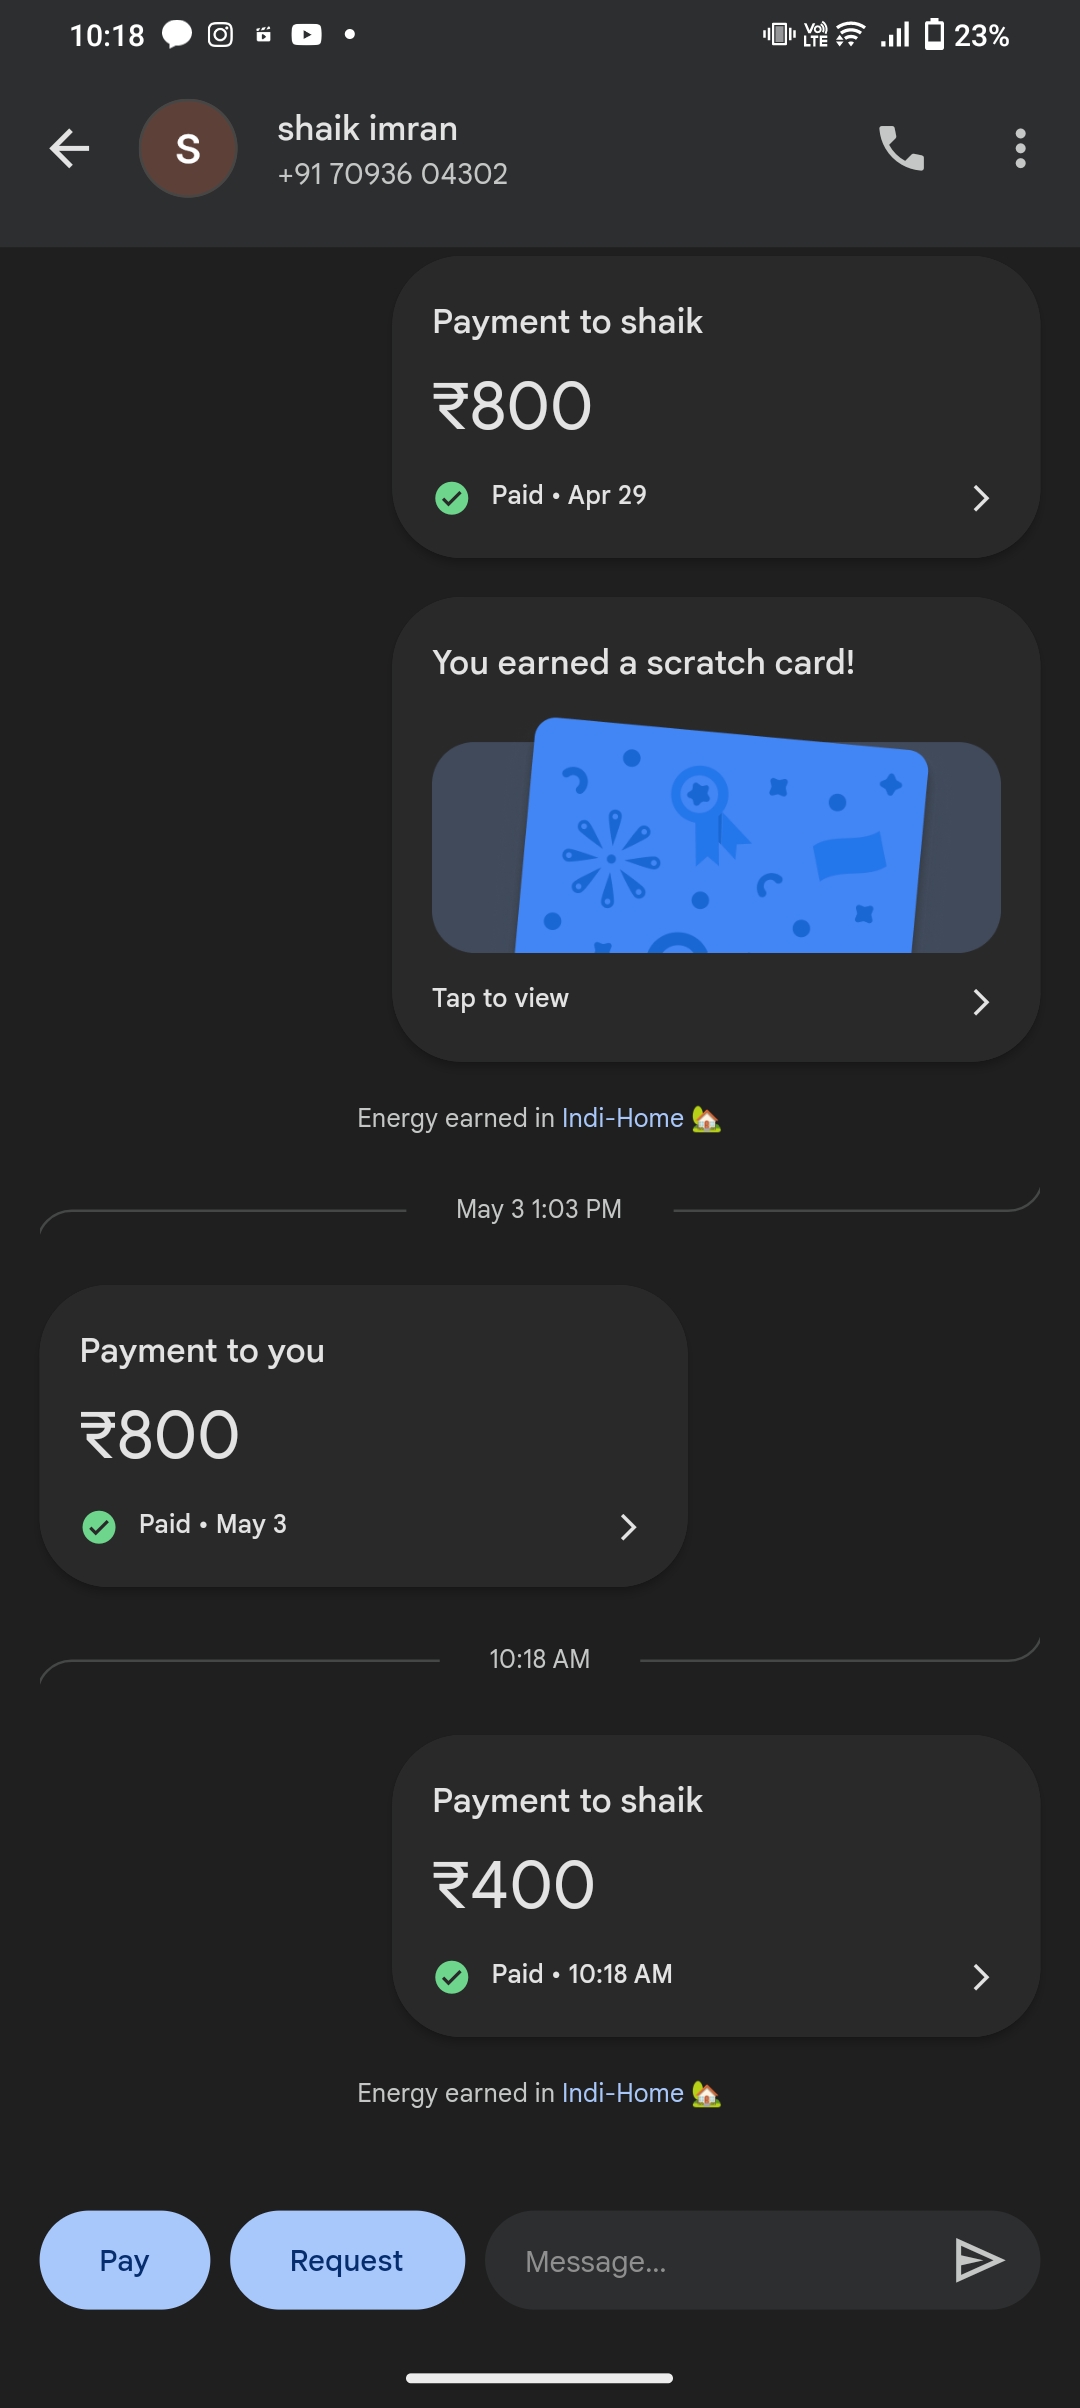 10:18
Vo)) LTE
23%
S
shaik imran
+91 70936 04302
Payment to shaik
₹800
Paid • Apr 29
You earned a scratch card!
Tap to view
Energy earned in Indi-Home 🏡
May 3 1:03 PM
Payment to you
₹800
Paid • May 3
10:18 AM
Payment to shaik
₹400
Paid • 10:18 AM
Energy earned in Indi-Home 🏡
Pay
Request
Message...